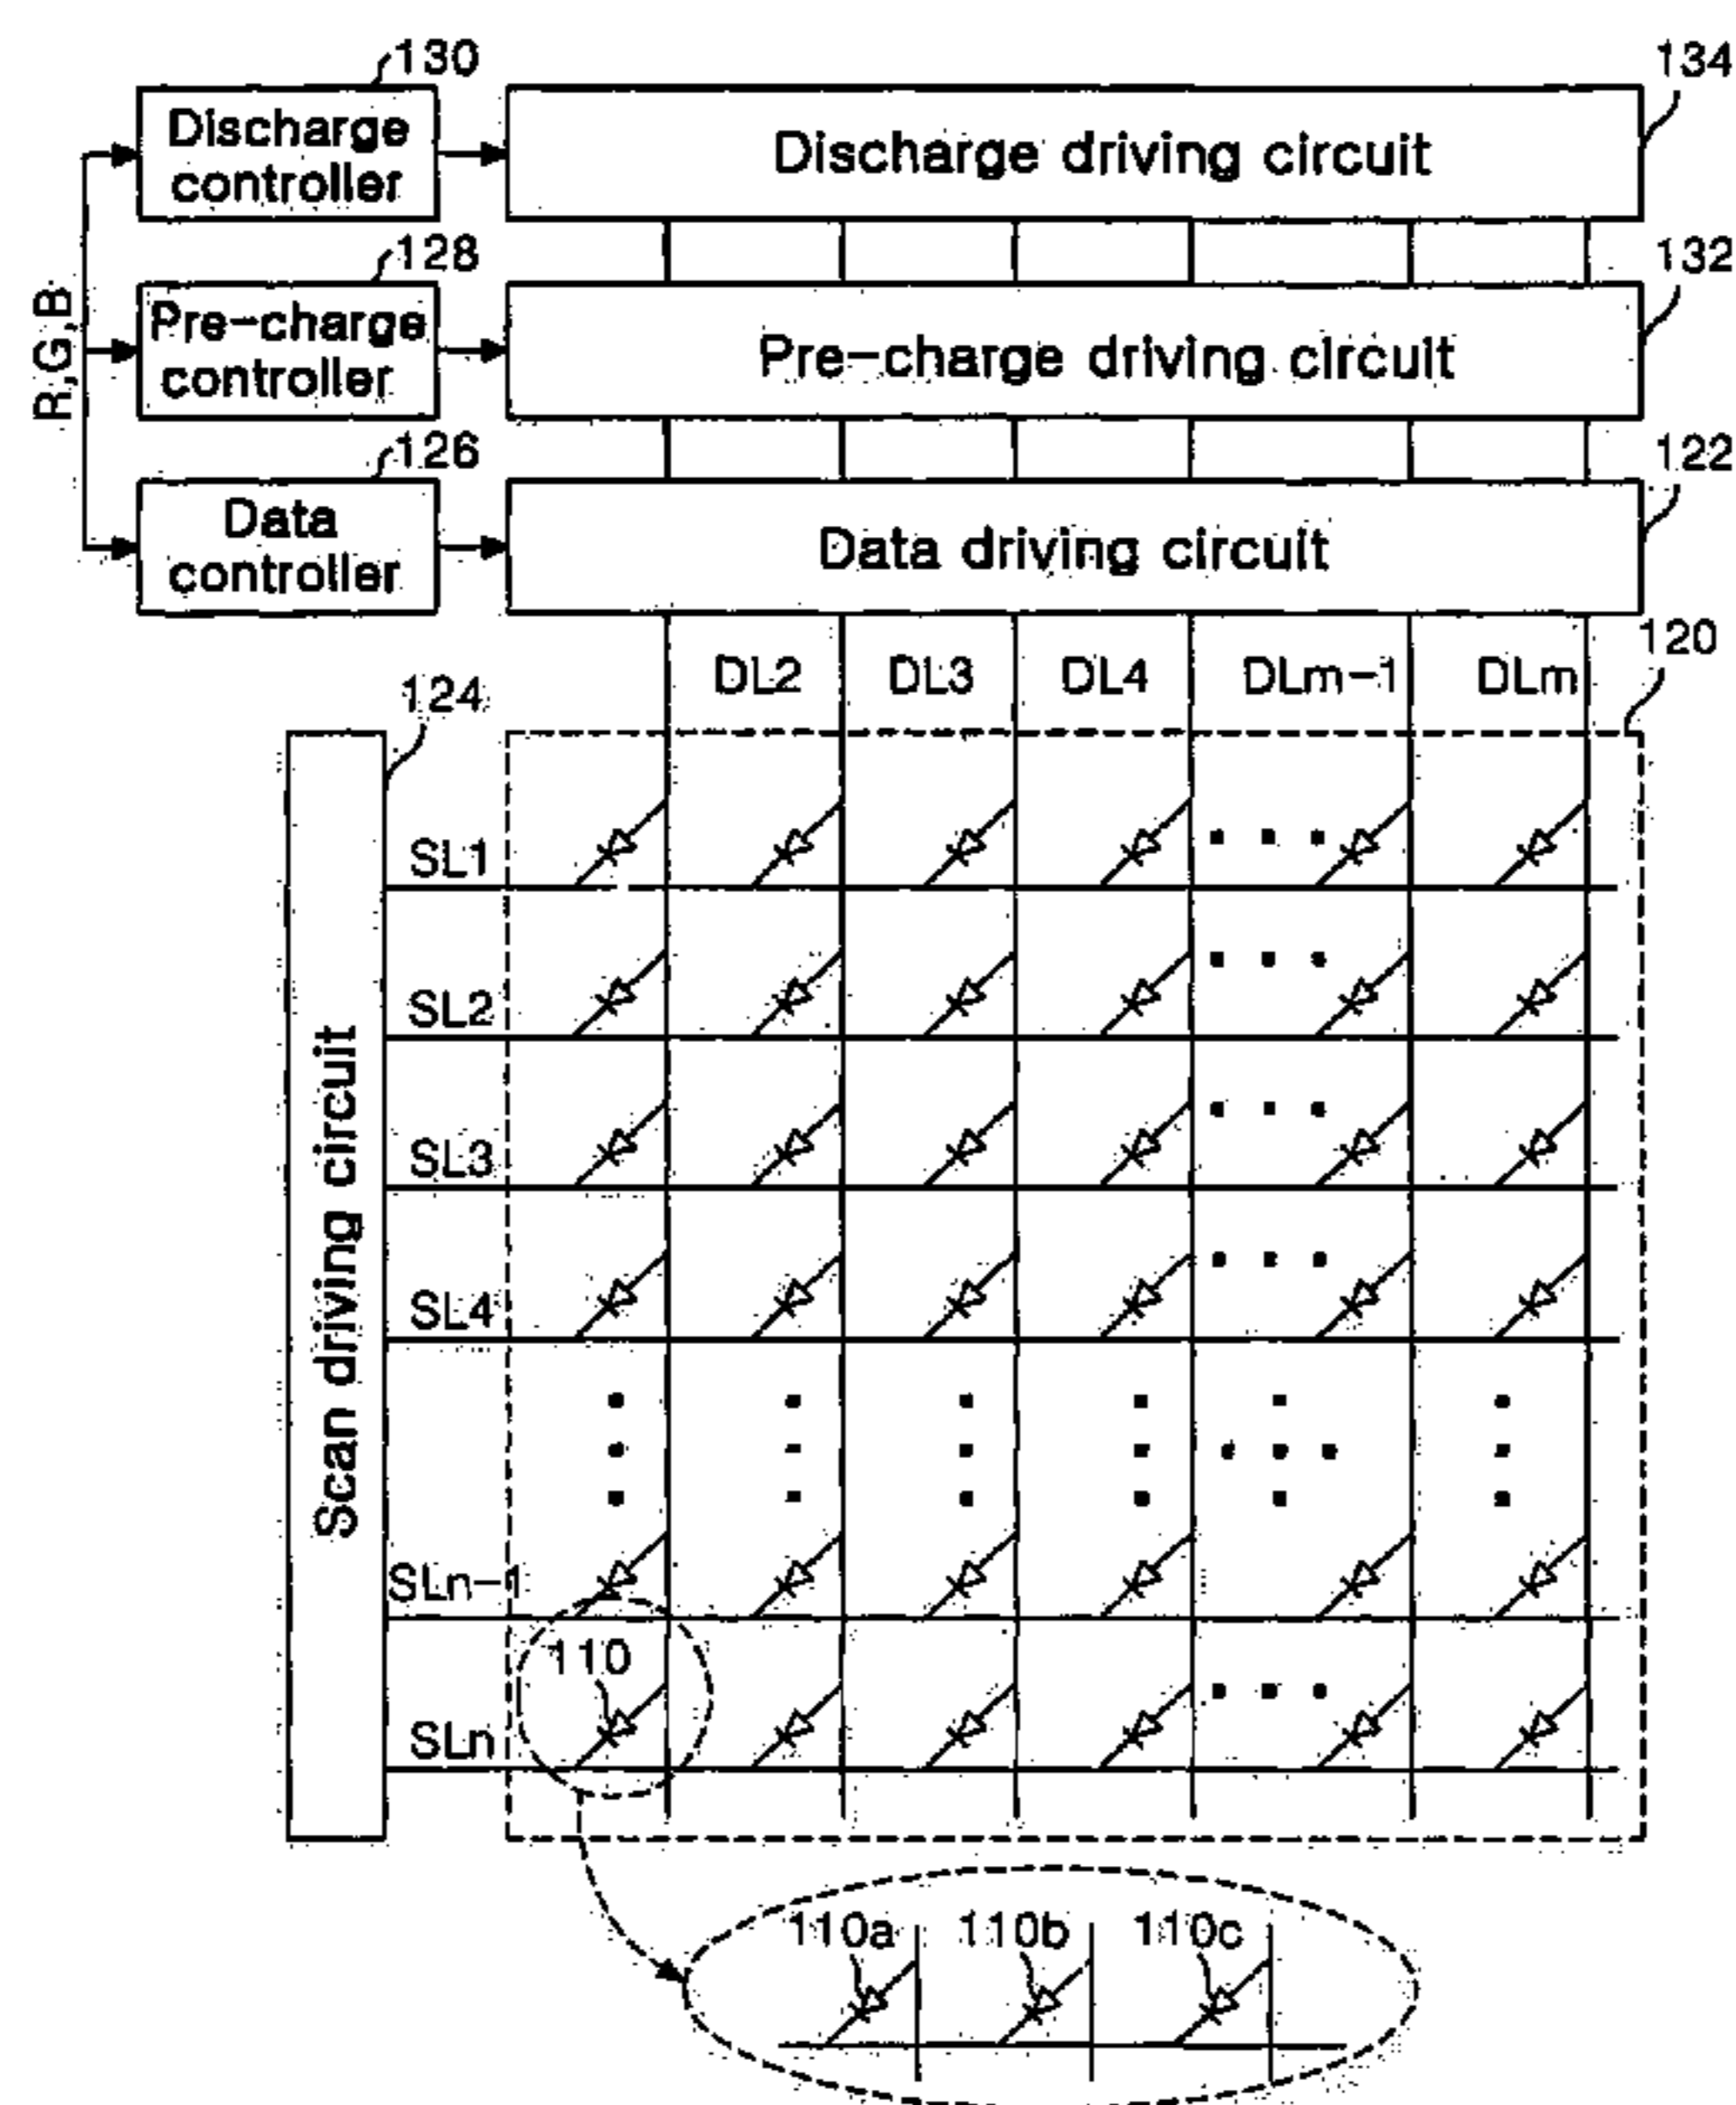 130
134
Discharge
controller
Discharge driving circuit
128
132
R,G,B
Pre-charge
controller
Pre-charge driving circuit
126
122
Data
controller
Data driving circuit
120
DL2 DL3 DL4 DLm-1 DLm
124
Scan driving circuit
SL1
SL2
SL3
SL4
SLn-1
110
SLn
110a 110b 110c